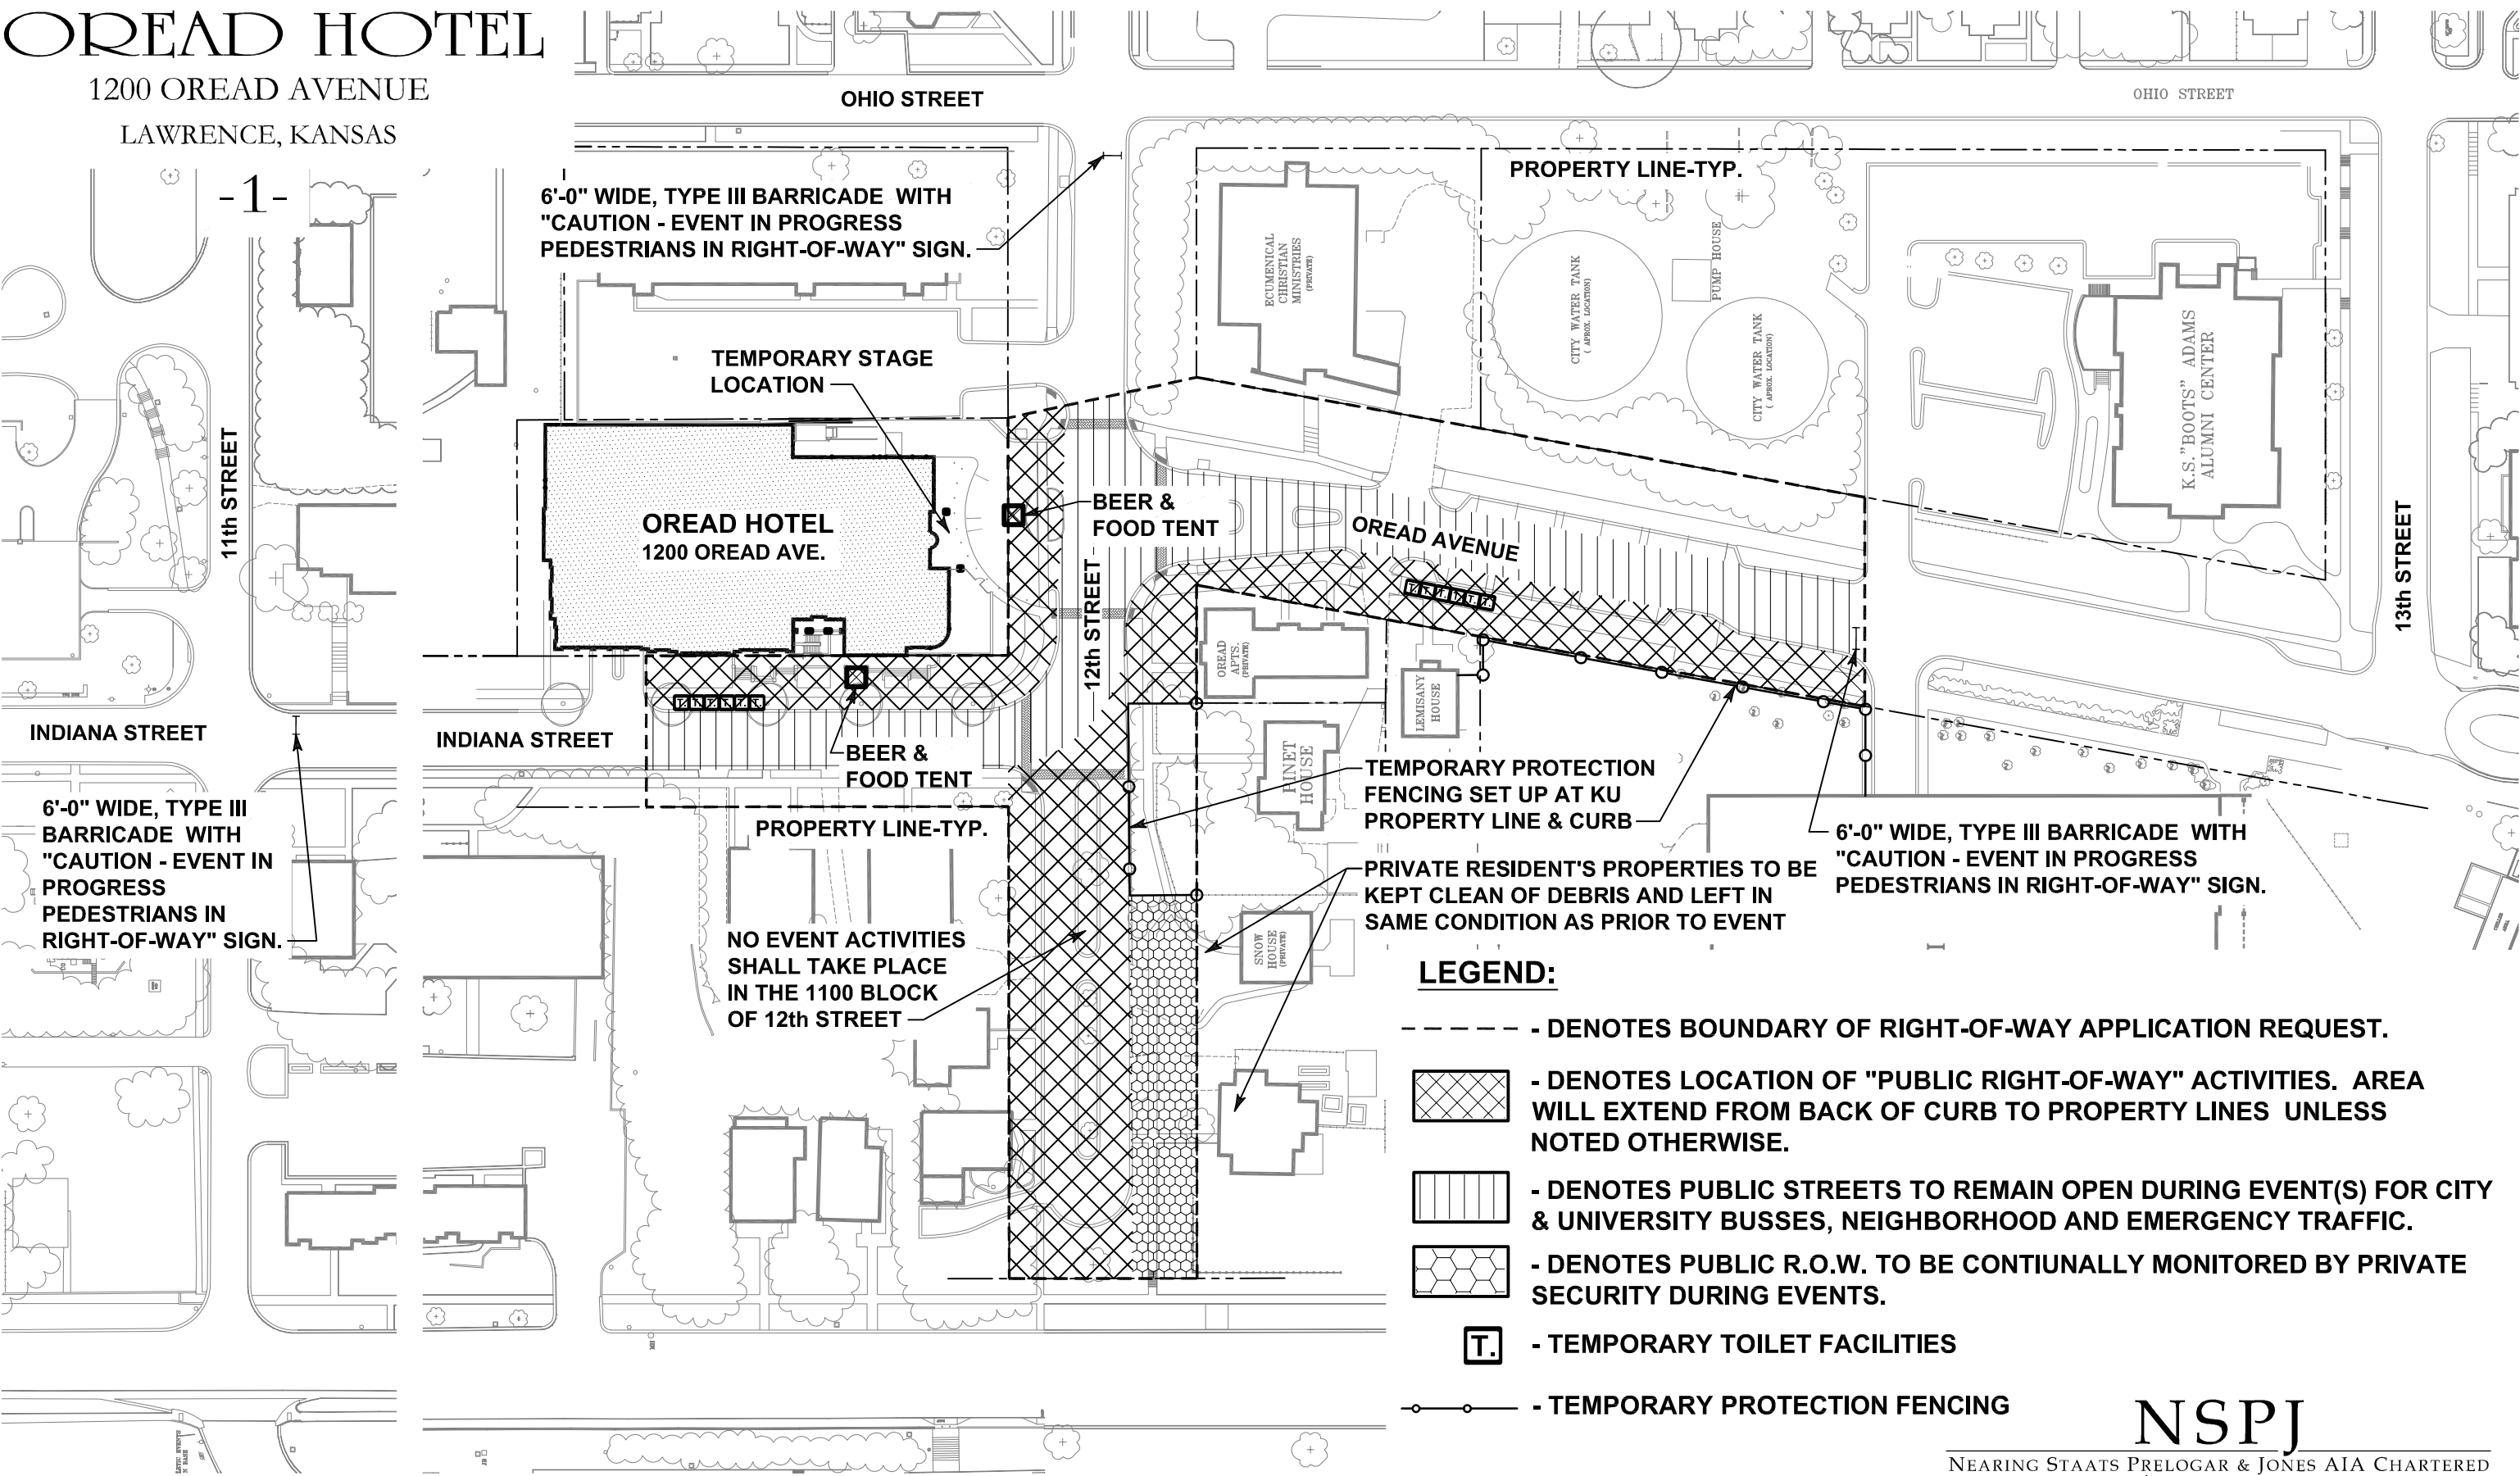 OREAD HOTEL
1200 OREAD AVENUE
LAWRENCE, KANSAS
-1-
OHIO STREET
OHIO STREET
6'-0" WIDE, TYPE III BARRICADE WITH
"CAUTION - EVENT IN PROGRESS
PEDESTRIANS IN RIGHT-OF-WAY" SIGN.
PROPERTY LINE-TYP.
ECUMENICAL
CHRISTIAN
MINISTRIES
(PRIVATE)
CITY WATER TANK
( APROX. LOCATION)
PUMP HOUSE
CITY WATER TANK
( APROX. LOCATION)
K.S."BOOTS" ADAMS
ALUMNI CENTER
TEMPORARY STAGE
LOCATION
11th STREET
OREAD HOTEL
1200 OREAD AVE.
BEER &
FOOD TENT
OREAD AVENUE
12th STREET
13th STREET
T. T. T. T. T. T.
OREAD
APTS.
(PRIVATE)
LEMISANY
HOUSE
T. T. T. T. T. T.
INDIANA STREET
INDIANA STREET
BEER &
FOOD TENT
PINET
HOUSE
TEMPORARY PROTECTION
FENCING SET UP AT KU
PROPERTY LINE & CURB
6'-0" WIDE, TYPE III
BARRICADE WITH
"CAUTION - EVENT IN
PROGRESS
PEDESTRIANS IN
RIGHT-OF-WAY" SIGN.
PROPERTY LINE-TYP.
6'-0" WIDE, TYPE III BARRICADE WITH
"CAUTION - EVENT IN PROGRESS
PEDESTRIANS IN RIGHT-OF-WAY" SIGN.
PRIVATE RESIDENT'S PROPERTIES TO BE
KEPT CLEAN OF DEBRIS AND LEFT IN
SAME CONDITION AS PRIOR TO EVENT
SNOW
HOUSE
(PRIVATE)
NO EVENT ACTIVITIES
SHALL TAKE PLACE
IN THE 1100 BLOCK
OF 12th STREET
LEGEND:
- DENOTES BOUNDARY OF RIGHT-OF-WAY APPLICATION REQUEST.
- DENOTES LOCATION OF "PUBLIC RIGHT-OF-WAY" ACTIVITIES. AREA
WILL EXTEND FROM BACK OF CURB TO PROPERTY LINES UNLESS
NOTED OTHERWISE.
- DENOTES PUBLIC STREETS TO REMAIN OPEN DURING EVENT(S) FOR CITY
& UNIVERSITY BUSSES, NEIGHBORHOOD AND EMERGENCY TRAFFIC.
- DENOTES PUBLIC R.O.W. TO BE CONTIUNALLY MONITORED BY PRIVATE
SECURITY DURING EVENTS.
T. - TEMPORARY TOILET FACILITIES
- TEMPORARY PROTECTION FENCING
NSPJ
NEARING STAATS PRELOGAR & JONES AIA CHARTERED